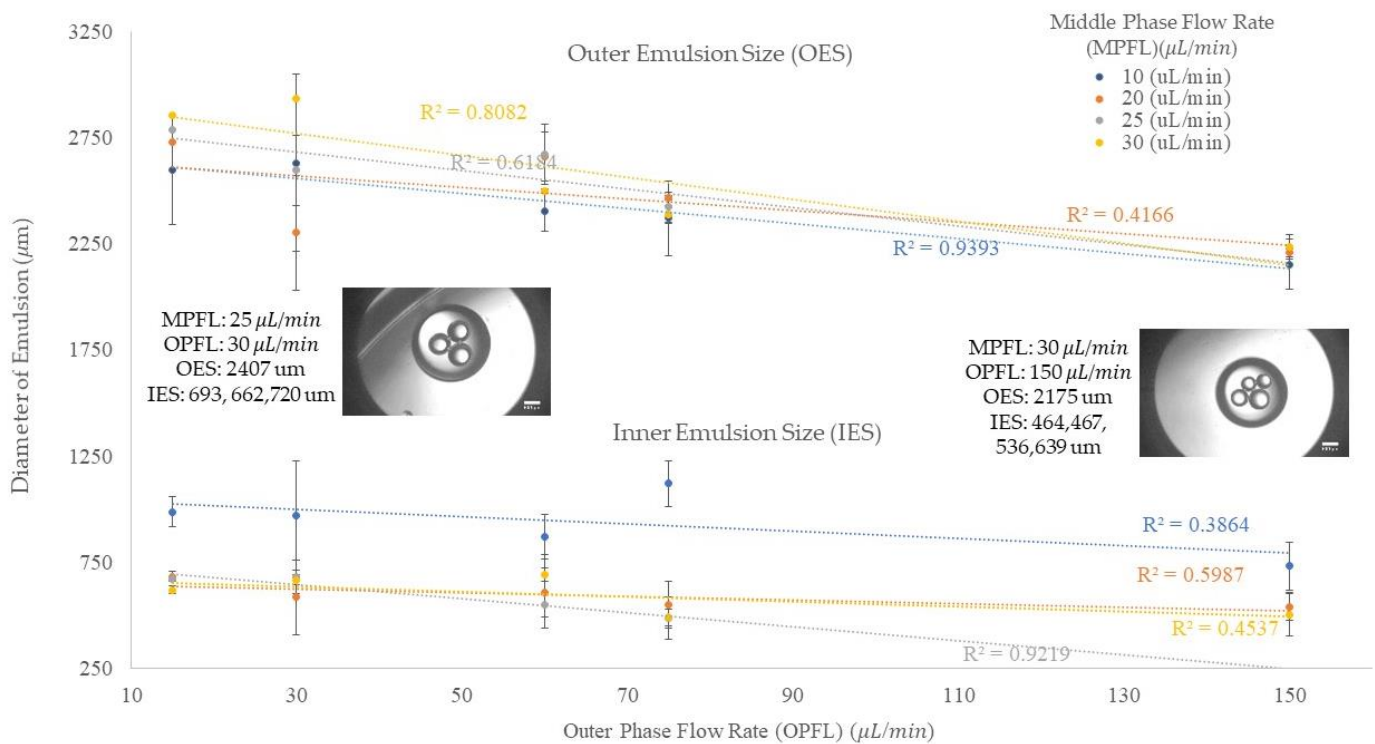 Middle Phase Flow Rate
(MPFL)(μL/min)
10 (uL/min)
20 (uL/min)
25 (uL/min)
30 (uL/min)
Outer Emulsion Size (OES)
3250
2750
2250
1750
1250
750
250
Diameter of Emulsion (μm)
R² = 0.8082
R² = 0.6184
R² = 0.4166
R² = 0.9393
MPFL: 25 μL/min
OPFL: 30 μL/min
OES: 2407 um
IES: 693, 662,720 um
MPFL: 30 μL/min
OPFL: 150 μL/min
OES: 2175 um
IES: 464,467,
536,639 um
Inner Emulsion Size (IES)
R² = 0.3864
R² = 0.5987
R² = 0.4537
R² = 0.9219
10 30 50 70 90 110 130 150
Outer Phase Flow Rate (OPFL) (μL/min)